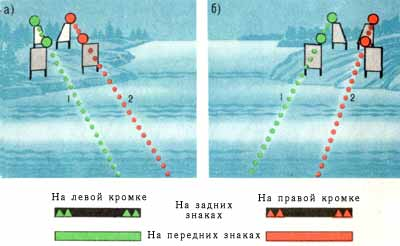 а)
б)
1
2
1
2
На левой кромке
На задних знаках
На правой кромке
На передних знаках